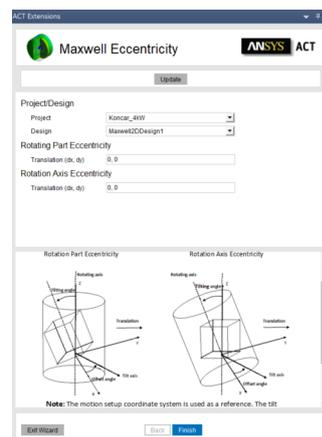 ACT Extensions
Maxwell Eccentricity
ANSYS ACT
Update
Project/Design
Project Koncar_4kW
Design Maxwell2DDesign1
Rotating Part Eccentricity
Translation (dx, dy) 0, 0
Rotation Axis Eccentricity
Translation (dx, dy) 0, 0
Rotation Part Eccentricity Rotation Axis Eccentricity
Rotating axis Rotating axis
Tilting angle Z Tilting angle Z
Translation Translation
Y Y
Tilt axis Tilt axis
Offset angle Offset angle
X X
Note: The motion setup coordinate system is used as a reference. The tilt
Exit Wizard Back Finish